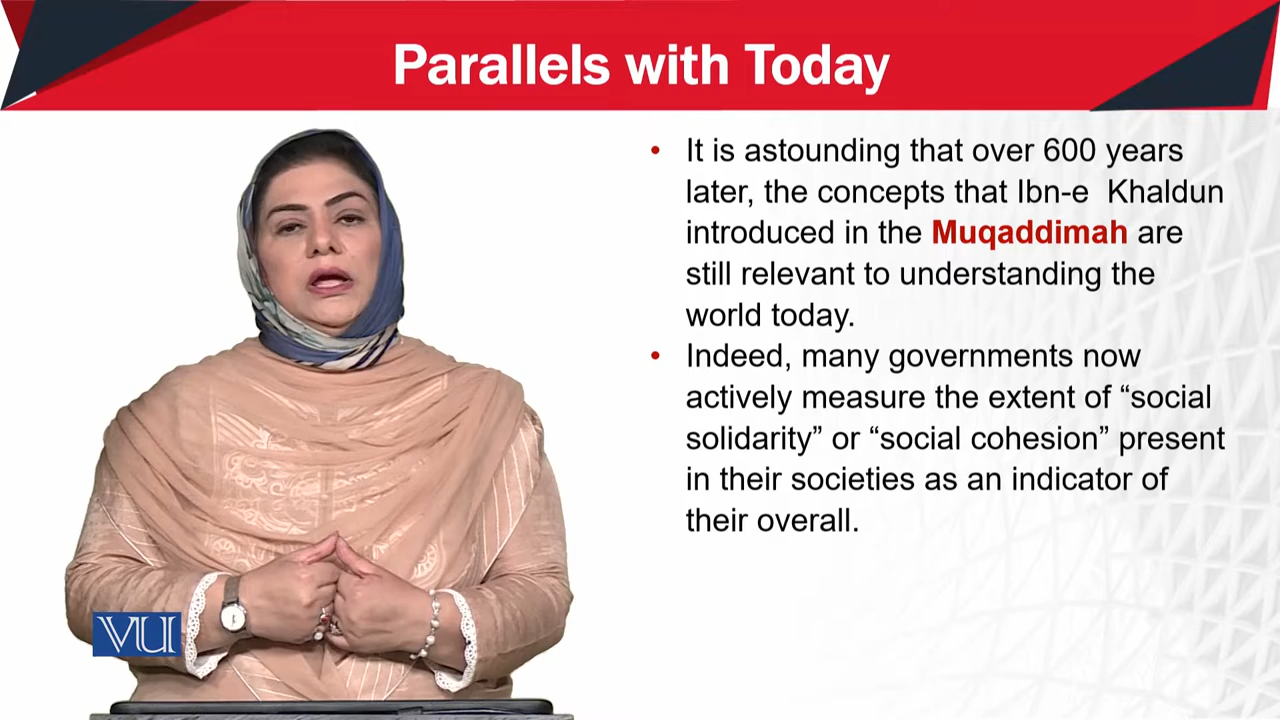 Parallels with Today
• It is astounding that over 600 years
later, the concepts that Ibn-e Khaldun
introduced in the Muqaddimah are
still relevant to understanding the
world today.
• Indeed, many governments now
actively measure the extent of “social
solidarity” or “social cohesion” present
in their societies as an indicator of
their overall.
VU